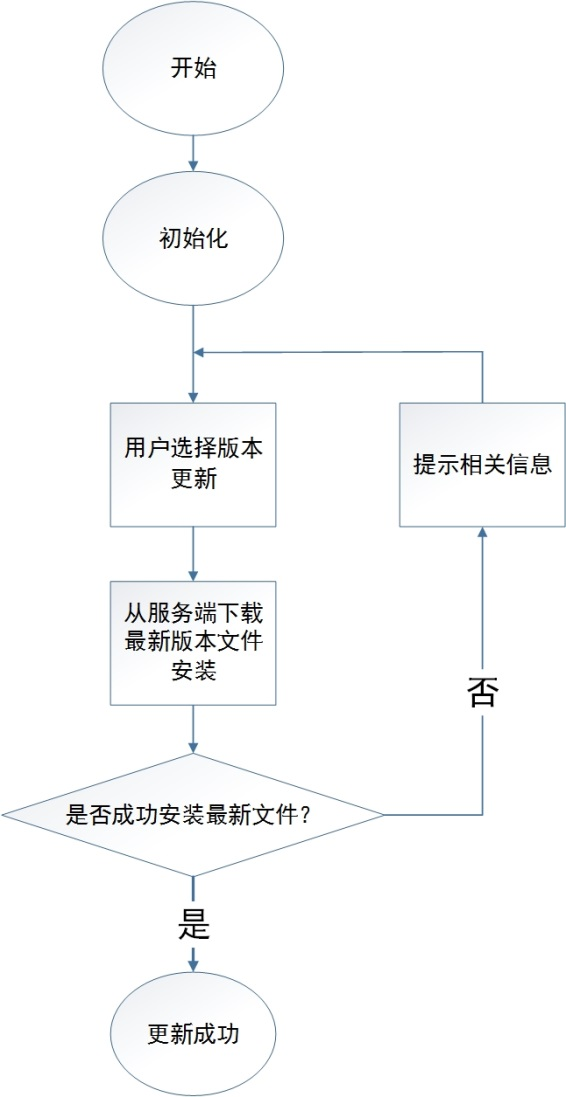 开始
初始化
用户选择版本
更新
提示相关信息
从服务端下载
最新版本文件
安装
否
是否成功安装最新文件？
是
更新成功